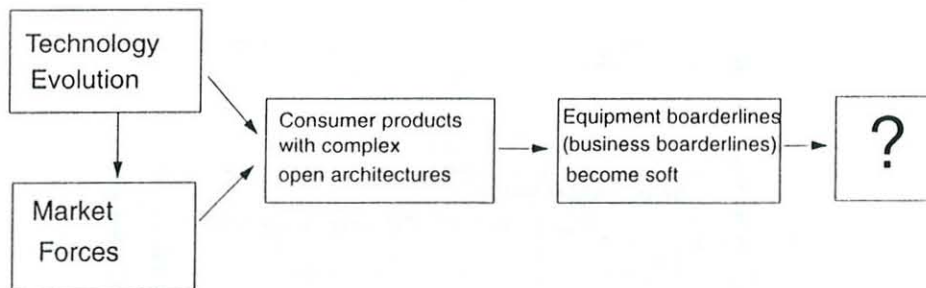 Technology
Evolution
Market
Forces
Consumer products
with complex
open architectures
Equipment boarderlines
(business boarderlines)
become soft
?